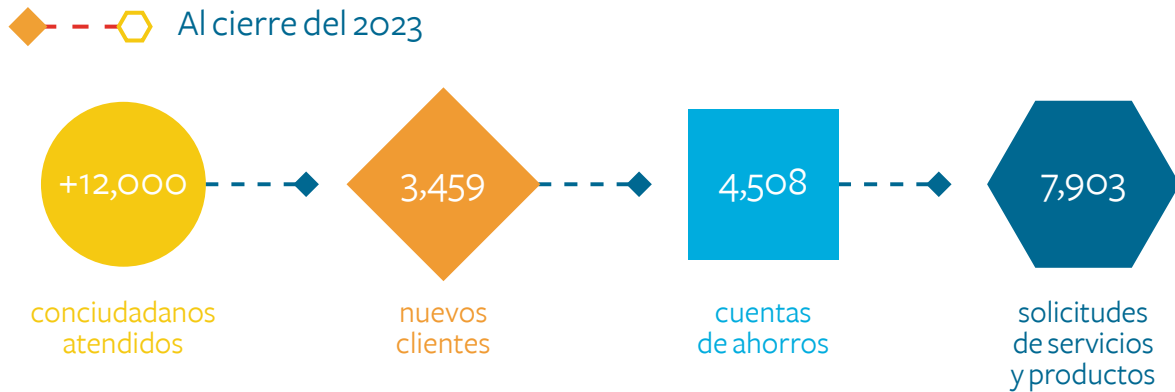 Al cierre del 2023
+12,000
conciudadanos
atendidos
3,459
nuevos
clientes
4,508
cuentas
de ahorros
7,903
solicitudes
de servicios
y productos